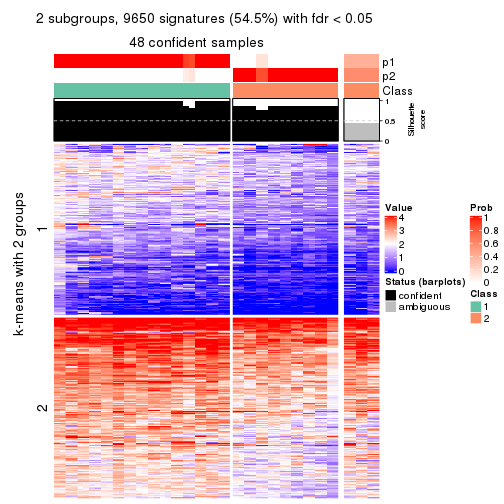 2 subgroups, 9650 signatures (54.5%) with fdr < 0.05
48 confident samples
p1
p2
Class
1
0.5
0
Silhouette
score
k-means with 2 groups
1
2
Value
4
3
2
1
0
Status (barplots)
confident
ambiguous
Prob
1
0.8
0.6
0.4
0.2
0
Class
1
2